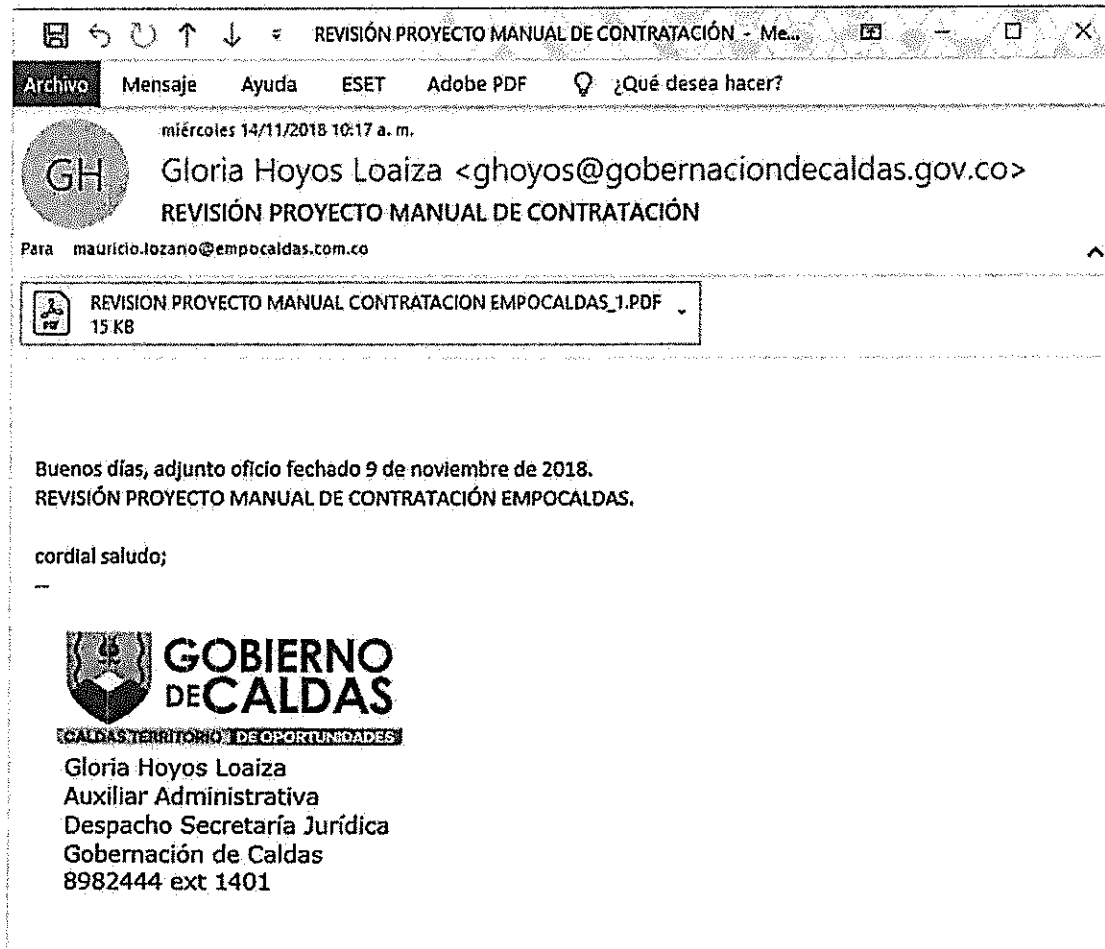 REVISIÓN PROYECTO MANUAL DE CONTRATACIÓN - Me...
Archivo Mensaje Ayuda ESET Adobe PDF ¿Qué desea hacer?
miércoles 14/11/2018 10:17 a. m.
GH
Gloria Hoyos Loaiza <ghoyos@gobernaciondecaldas.gov.co>
REVISIÓN PROYECTO MANUAL DE CONTRATACIÓN
Para mauricio.lozano@empocaldas.com.co
REVISION PROYECTO MANUAL CONTRATACION EMPOCALDAS_1.PDF
15 KB
Buenos días, adjunto oficio fechado 9 de noviembre de 2018.
REVISIÓN PROYECTO MANUAL DE CONTRATACIÓN EMPOCALDAS.
cordial saludo;
--
GOBIERNO
DE CALDAS
CALDAS TERRITORIO DE OPORTUNIDADES
Gloria Hoyos Loaiza
Auxiliar Administrativa
Despacho Secretaría Jurídica
Gobernación de Caldas
8982444 ext 1401